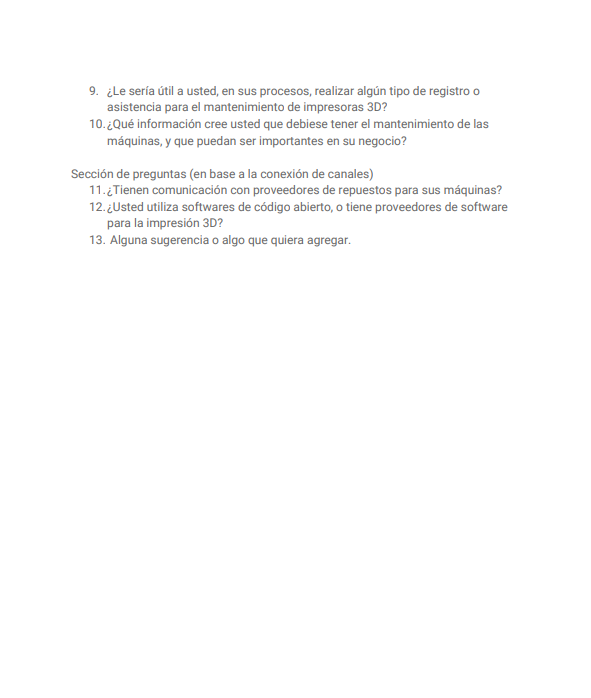 9. ¿Le sería útil a usted, en sus procesos, realizar algún tipo de registro o
asistencia para el mantenimiento de impresoras 3D?
10. ¿Qué información cree usted que debiese tener el mantenimiento de las
máquinas, y que puedan ser importantes en su negocio?
Sección de preguntas (en base a la conexión de canales)
11. ¿Tienen comunicación con proveedores de repuestos para sus máquinas?
12. ¿Usted utiliza softwares de código abierto, o tiene proveedores de software
para la impresión 3D?
13. Alguna sugerencia o algo que quiera agregar.